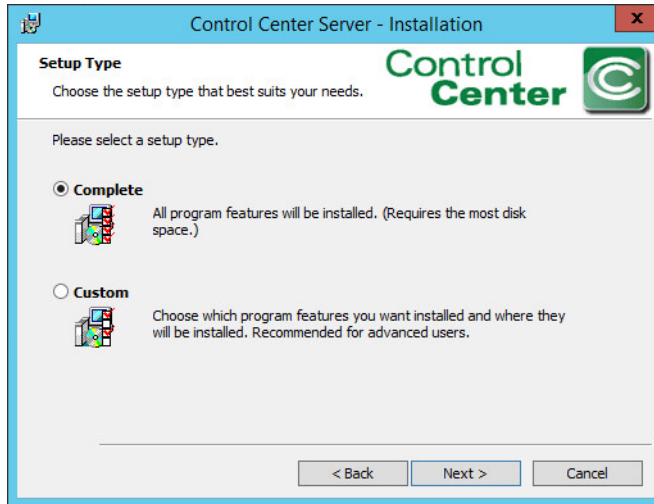 Control Center Server - Installation
x
Setup Type
Choose the setup type that best suits your needs.
Control
Center
C
Please select a setup type.
Complete
All program features will be installed. (Requires the most disk
space.)
Custom
Choose which program features you want installed and where they
will be installed. Recommended for advanced users.
< Back
Next >
Cancel